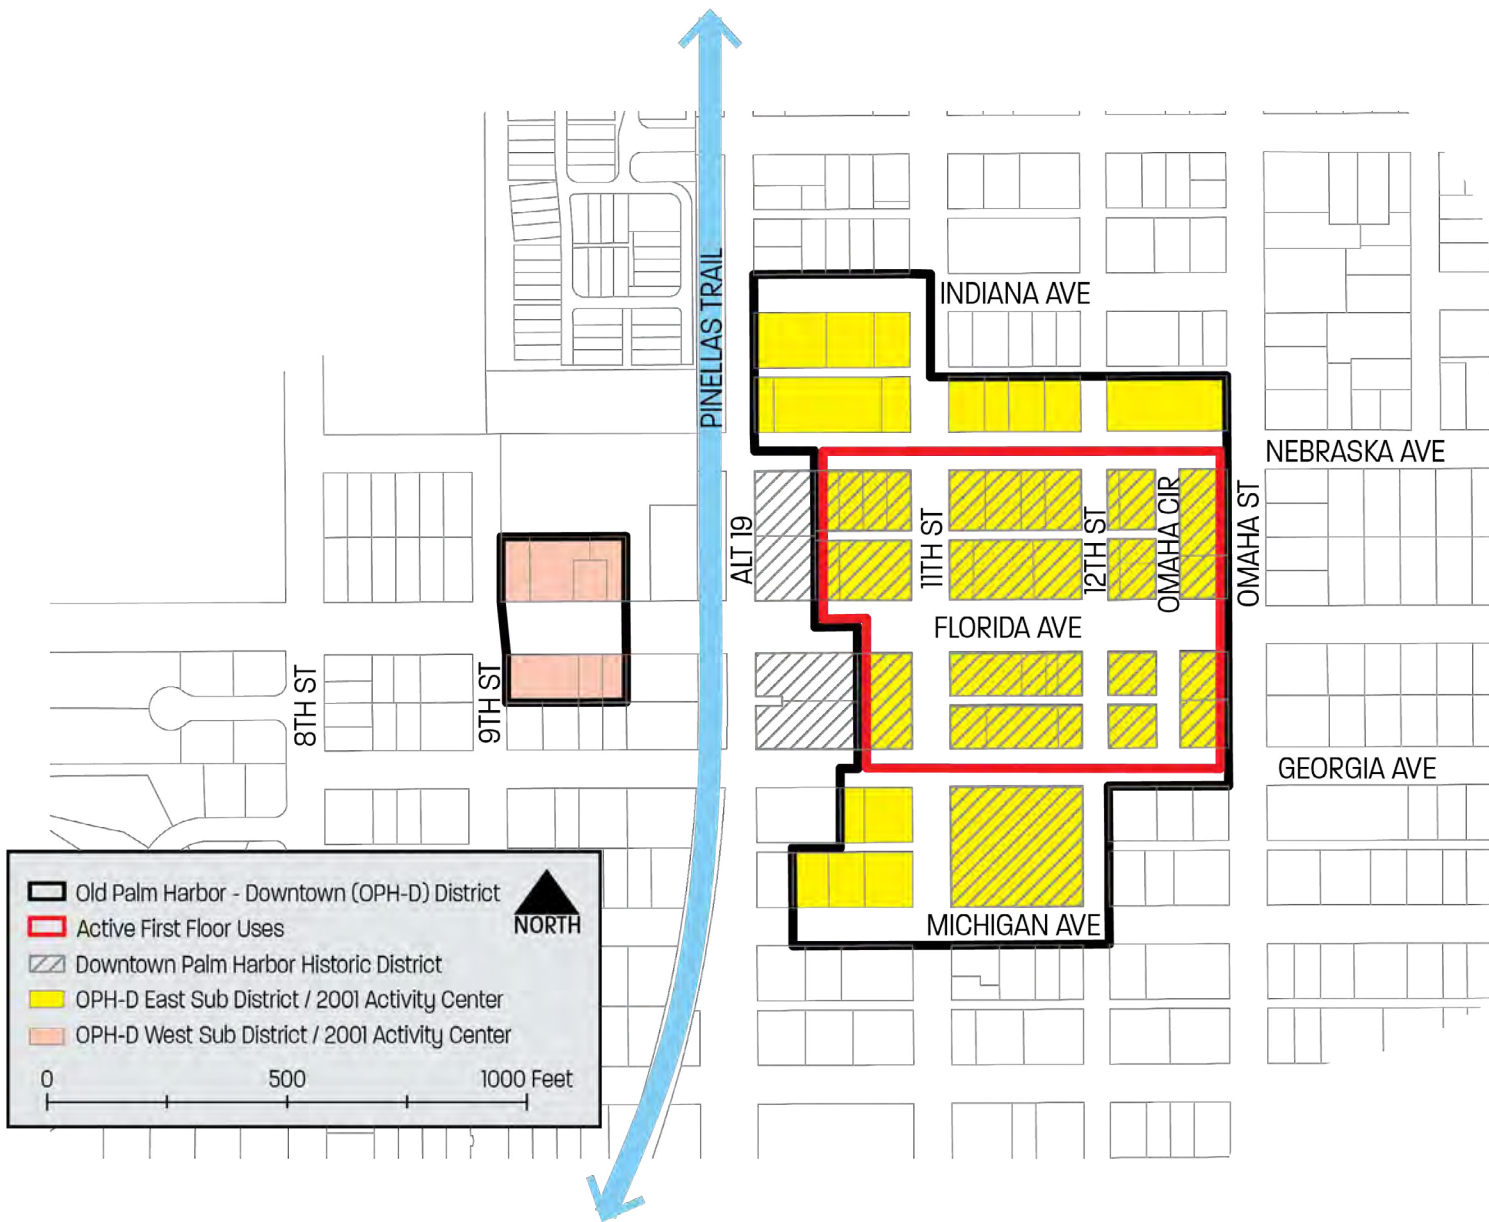 INDIANA AVE
PINELLAS TRAIL
NEBRASKA AVE
ALT 19
11TH ST
12TH ST
OMAHA CIR
OMAHA ST
FLORIDA AVE
8TH ST
9TH ST
GEORGIA AVE
MICHIGAN AVE
Old Palm Harbor - Downtown (OPH-D) District
Active First Floor Uses
NORTH
Downtown Palm Harbor Historic District
OPH-D East Sub District / 2001 Activity Center
OPH-D West Sub District / 2001 Activity Center
0 500 1000 Feet